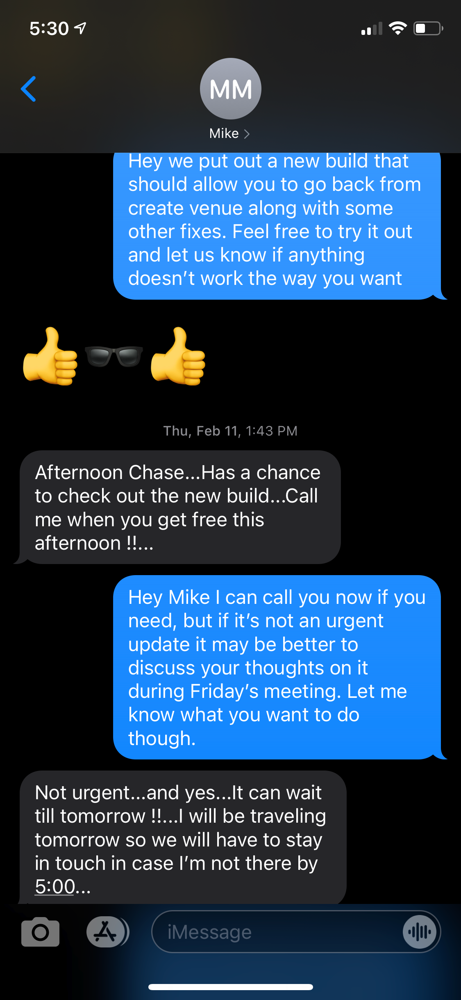 5:30
MM
Mike
Hey we put out a new build that
should allow you to go back from
create venue along with some
other fixes. Feel free to try it out
and let us know if anything
doesn’t work the way you want
👍🕶️👍
Thu, Feb 11, 1:43 PM
Afternoon Chase...Has a chance
to check out the new build...Call
me when you get free this
afternoon !!...
Hey Mike I can call you now if you
need, but if it’s not an urgent
update it may be better to
discuss your thoughts on it
during Friday’s meeting. Let me
know what you want to do
though.
Not urgent...and yes...It can wait
till tomorrow !!...I will be traveling
tomorrow so we will have to stay
in touch in case I’m not there by
5:00...
iMessage